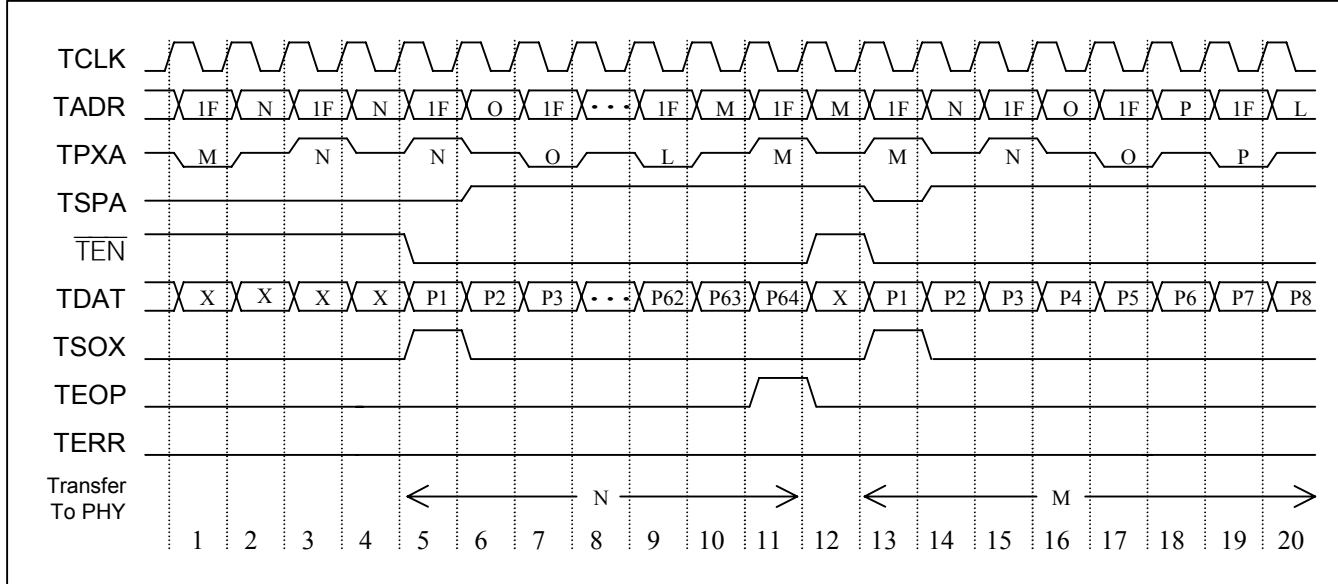 TCLK
TADR 1F N 1F N 1F O 1F ... 1F M 1F M 1F N 1F O 1F P 1F L
TPXA M N N O L M M N O P
TSPA
TEN
TDAT X X X X P1 P2 P3 ... P62 P63 P64 X P1 P2 P3 P4 P5 P6 P7 P8
TSOX
TEOP
TERR
Transfer
To PHY
N M
1 2 3 4 5 6 7 8 9 10 11 12 13 14 15 16 17 18 19 20